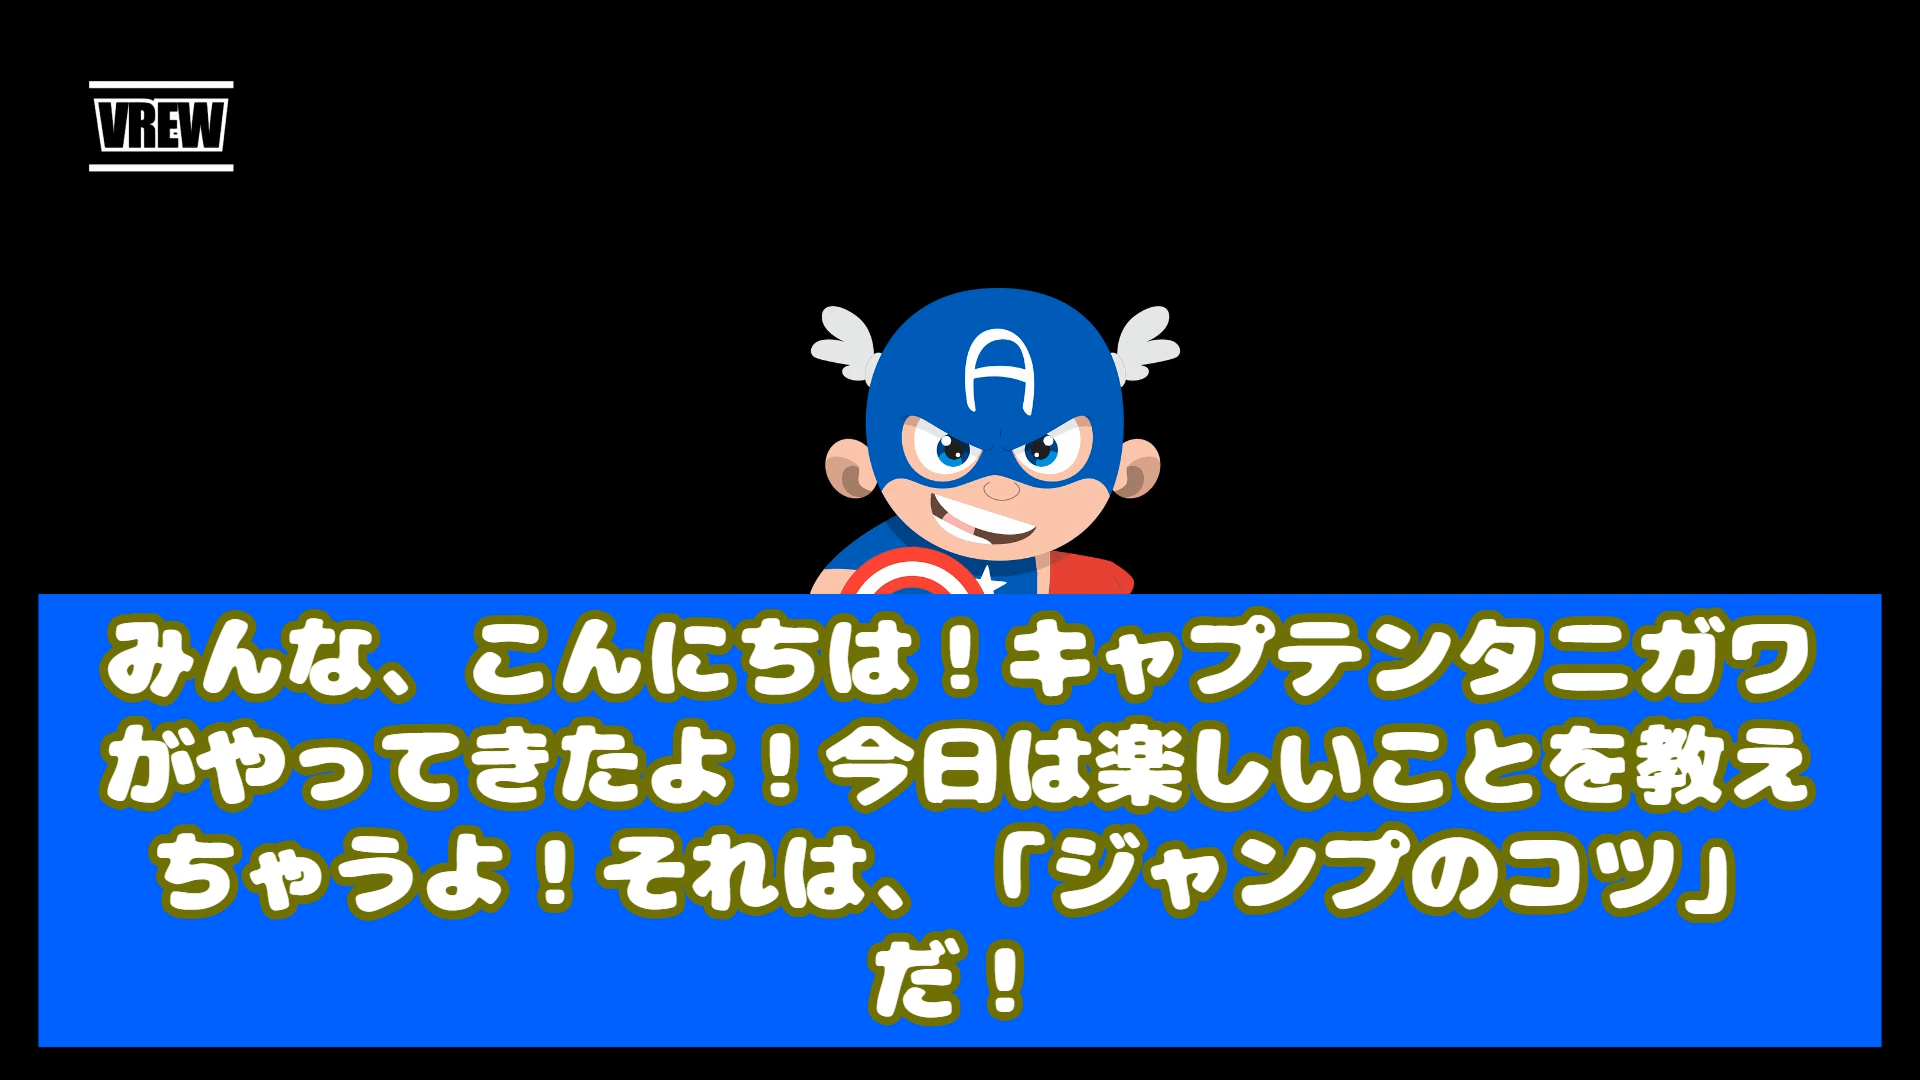 VREW
A
みんな、こんにちは！キャプテンタニガワ
がやってきたよ！今日は楽しいことを教え
ちゃうよ！それは、「ジャンプのコツ」
だ！